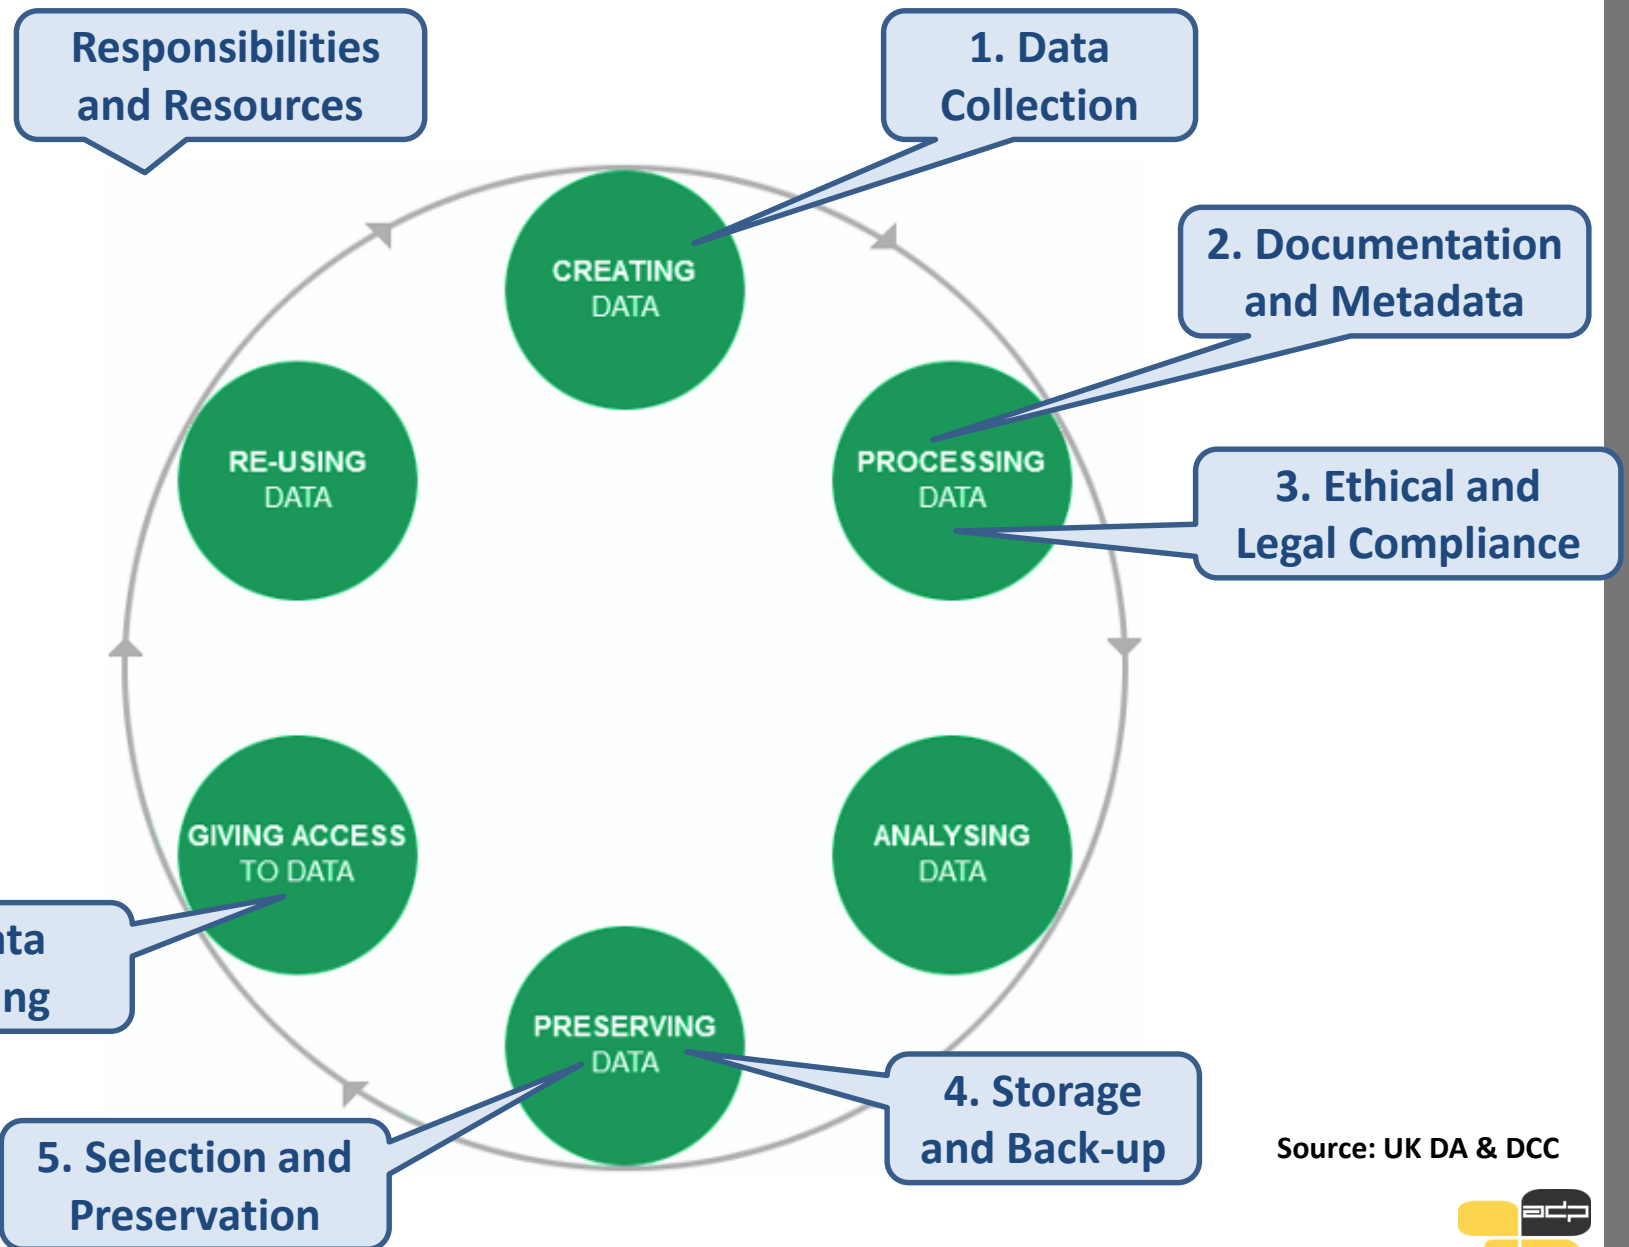 Responsibilities
and Resources
1. Data
Collection
2. Documentation
and Metadata
3. Ethical and
Legal Compliance
CREATING
DATA
RE-USING
DATA
PROCESSING
DATA
GIVING ACCESS
TO DATA
ANALYSING
DATA
PRESERVING
DATA
4. Storage
and Back-up
5. Selection and
Preservation
Source: UK DA & DCC
adp